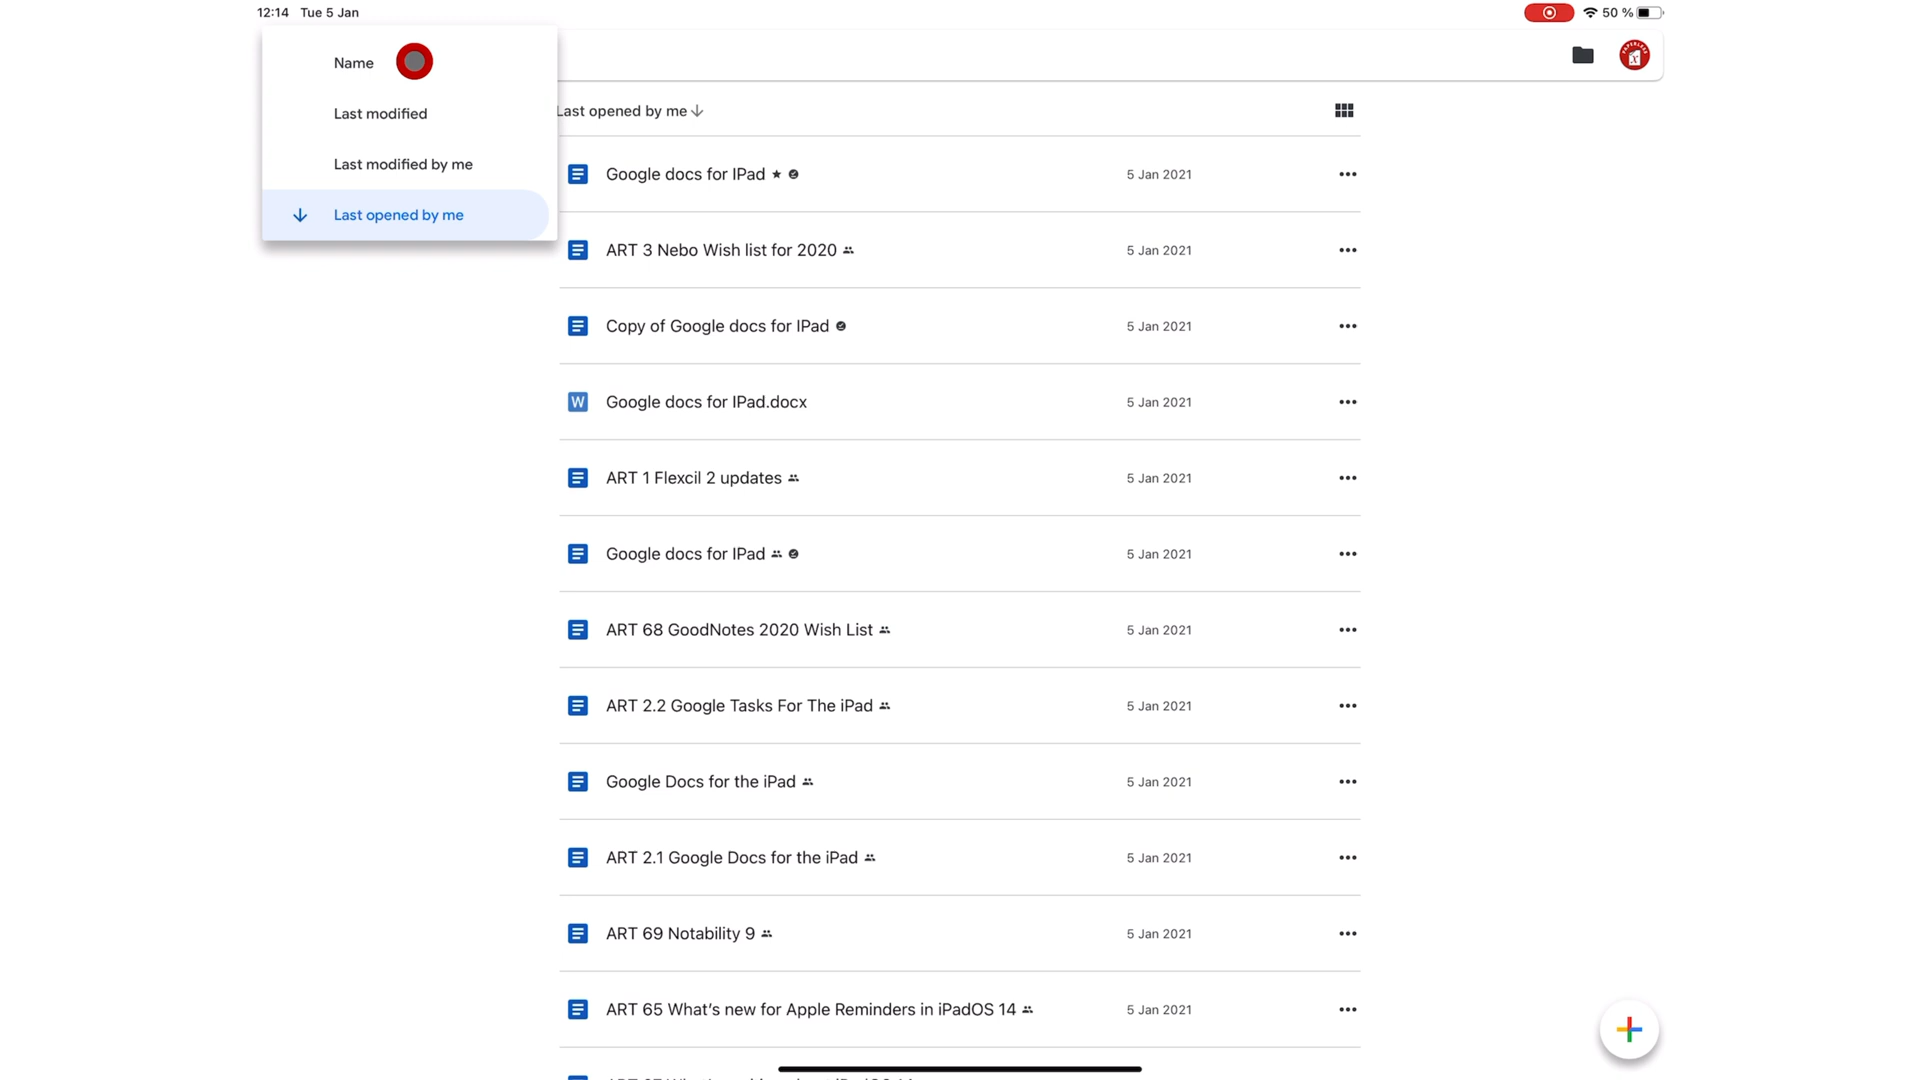 12:14 Tue 5 Jan
50 %
Name
Last modified
Last modified by me
Last opened by me
Last opened by me
Google docs for IPad 5 Jan 2021
ART 3 Nebo Wish list for 2020 5 Jan 2021
Copy of Google docs for IPad 5 Jan 2021
W Google docs for IPad.docx 5 Jan 2021
ART 1 Flexcil 2 updates 5 Jan 2021
Google docs for IPad 5 Jan 2021
ART 68 GoodNotes 2020 Wish List 5 Jan 2021
ART 2.2 Google Tasks For The iPad 5 Jan 2021
Google Docs for the iPad 5 Jan 2021
ART 2.1 Google Docs for the iPad 5 Jan 2021
ART 69 Notability 9 5 Jan 2021
ART 65 What’s new for Apple Reminders in iPadOS 14 5 Jan 2021